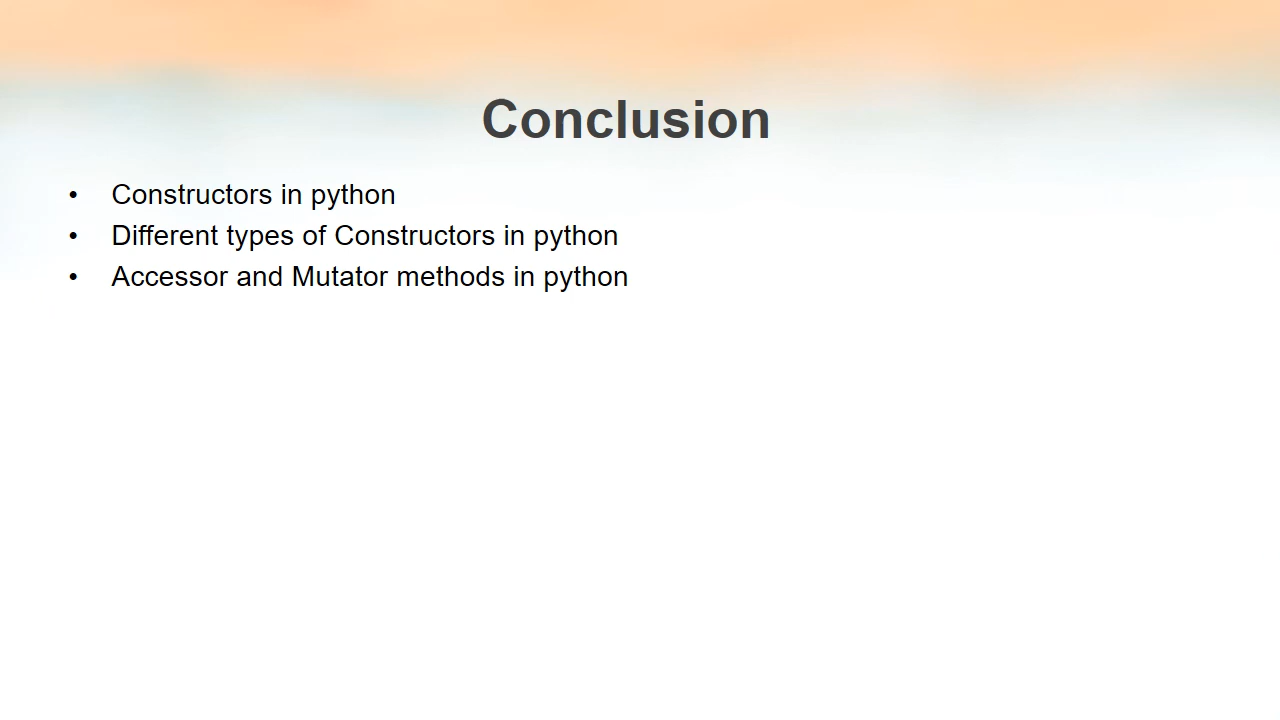 Conclusion
• Constructors in python
• Different types of Constructors in python
• Accessor and Mutator methods in python